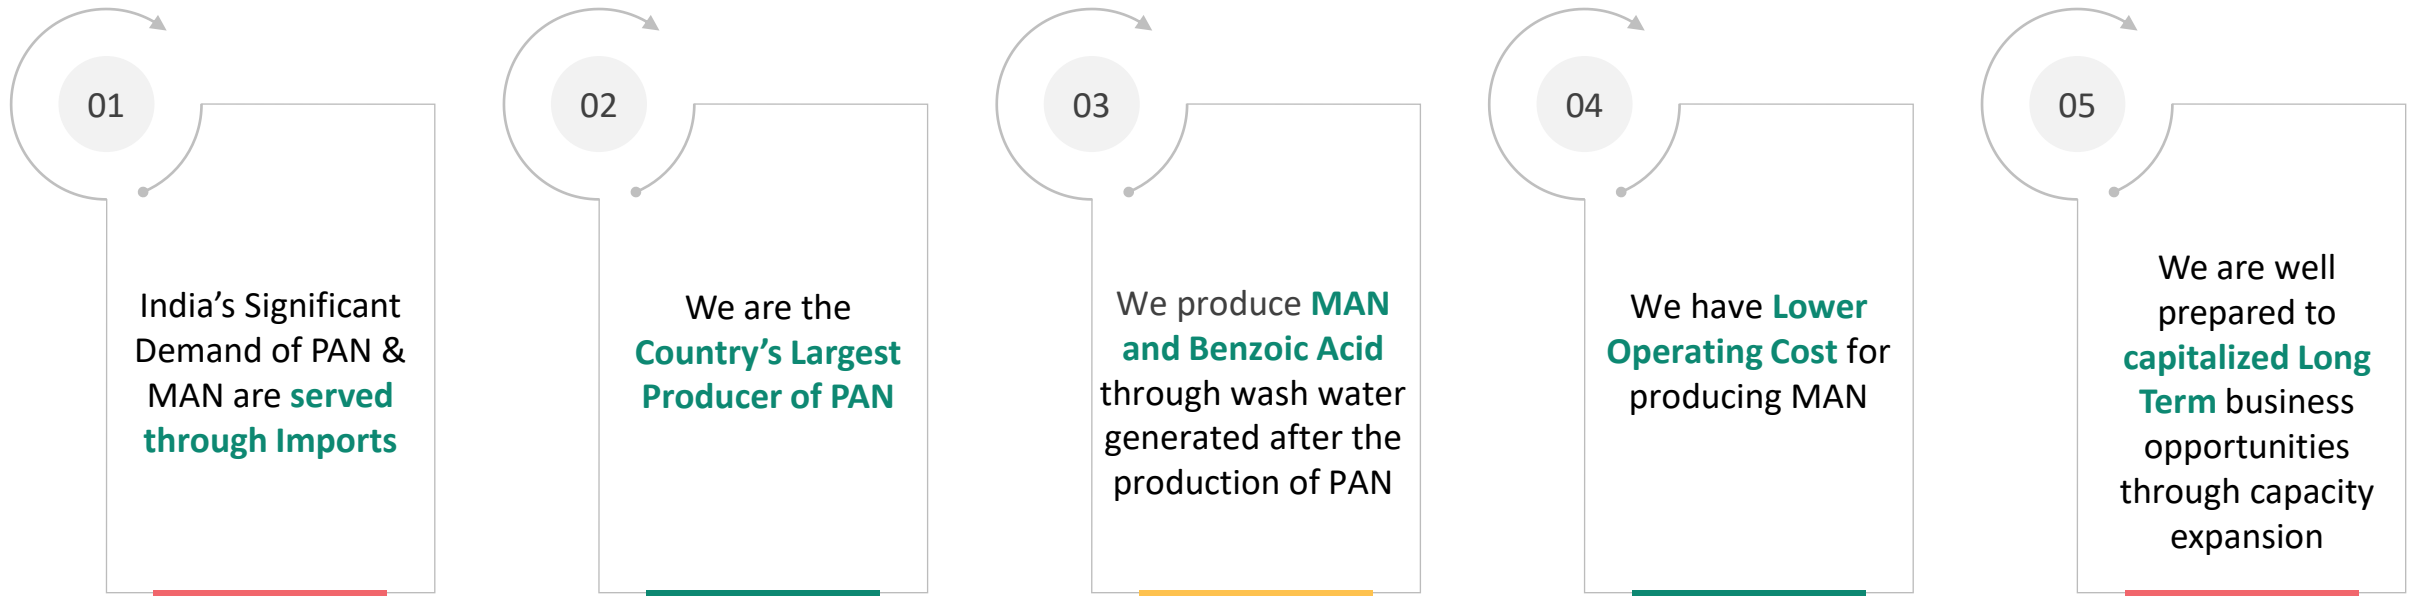 01
India's Significant
Demand of PAN &
MAN are served
through Imports
02
We are the
Country's Largest
Producer of PAN
03
We produce MAN
and Benzoic Acid
through wash water
generated after the
production of PAN
04
We have Lower
Operating Cost for
producing MAN
05
We are well
prepared to
capitalized Long
Term business
opportunities
through capacity
expansion